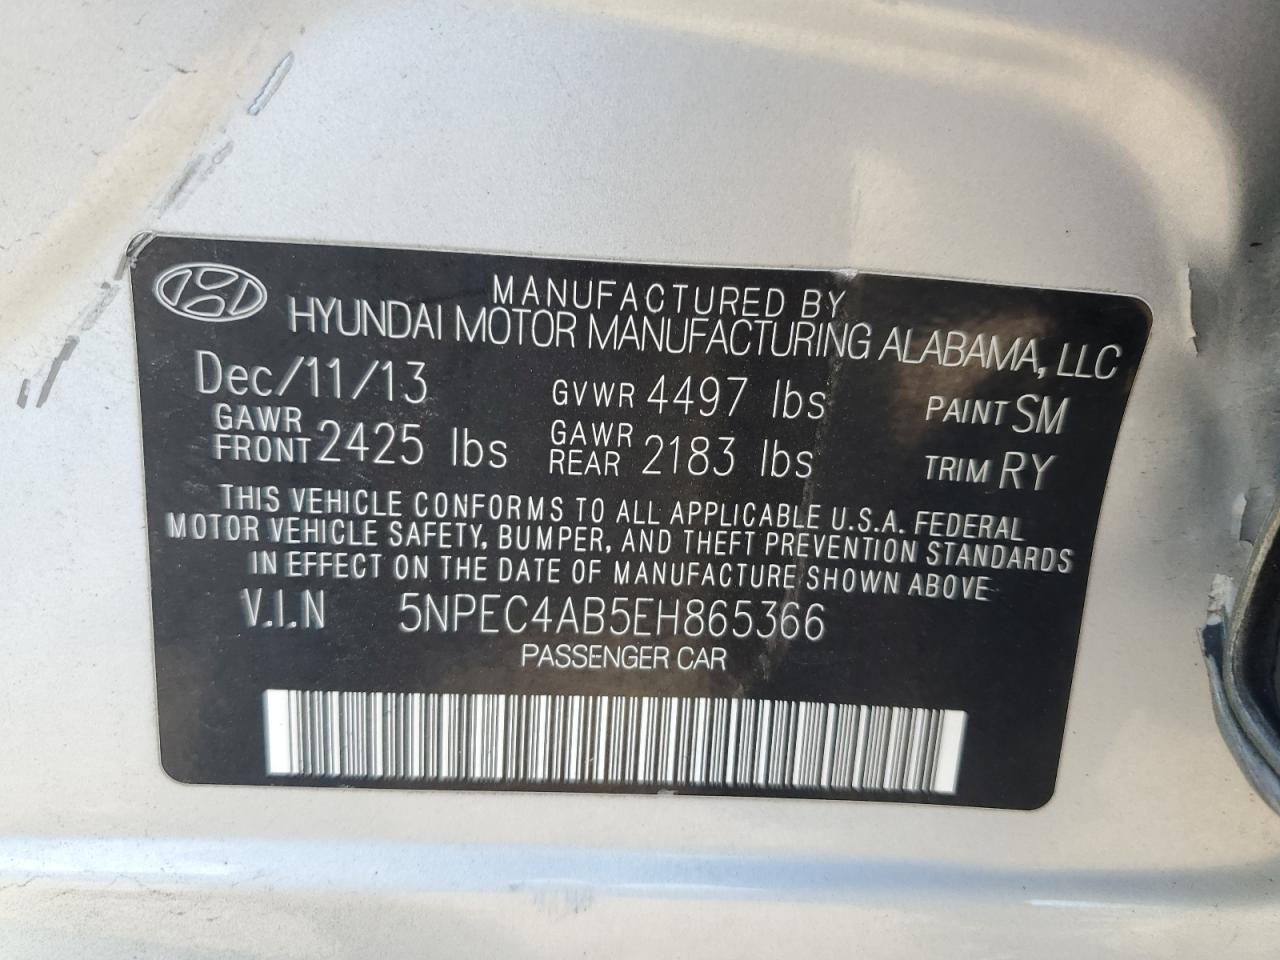 MANUFACTURED BY
HYUNDAI MOTOR MANUFACTURING ALABAMA, LLC
Dec/11/13 GVWR 4497 lbs PAINT SM
GAWR FRONT 2425 lbs GAWR REAR 2183 lbs TRIM RY
THIS VEHICLE CONFORMS TO ALL APPLICABLE U.S.A. FEDERAL
MOTOR VEHICLE SAFETY, BUMPER, AND THEFT PREVENTION STANDARDS
IN EFFECT ON THE DATE OF MANUFACTURE SHOWN ABOVE
V.I.N 5NPEC4AB5EH865366
PASSENGER CAR